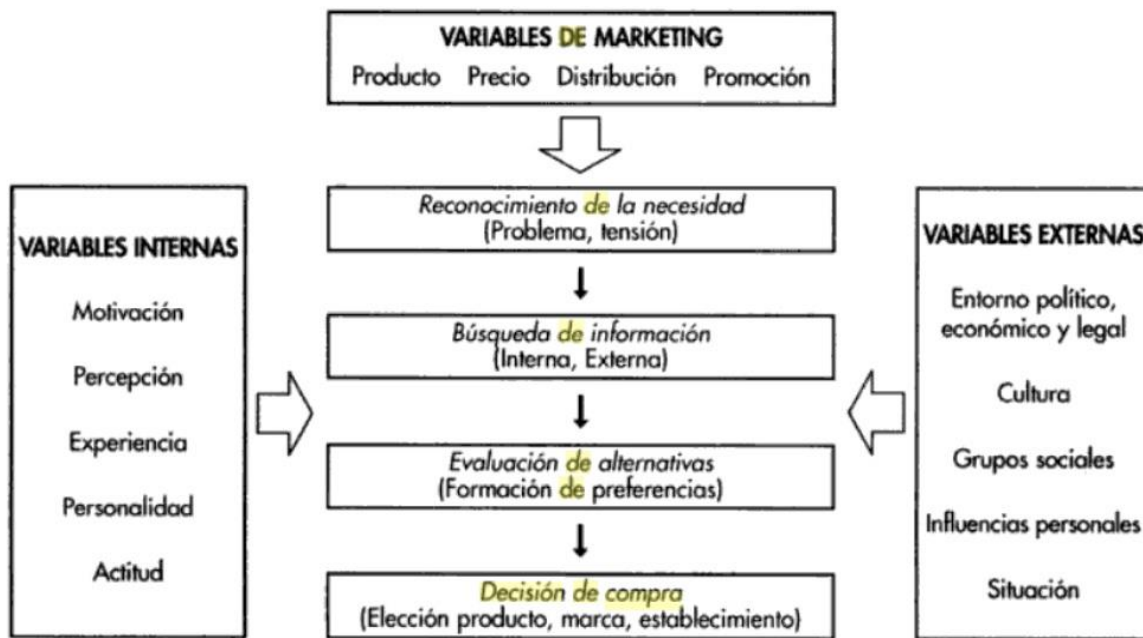 VARIABLES DE MARKETING
Producto Precio Distribución Promoción
VARIABLES INTERNAS
Motivación
Percepción
Experiencia
Personalidad
Actitud
Reconocimiento de la necesidad
(Problema, tensión)
Búsqueda de información
(Interna, Externa)
Evaluación de alternativas
(Formación de preferencias)
Decisión de compra
(Elección producto, marca, establecimiento)
VARIABLES EXTERNAS
Entorno político,
económico y legal
Cultura
Grupos sociales
Influencias personales
Situación